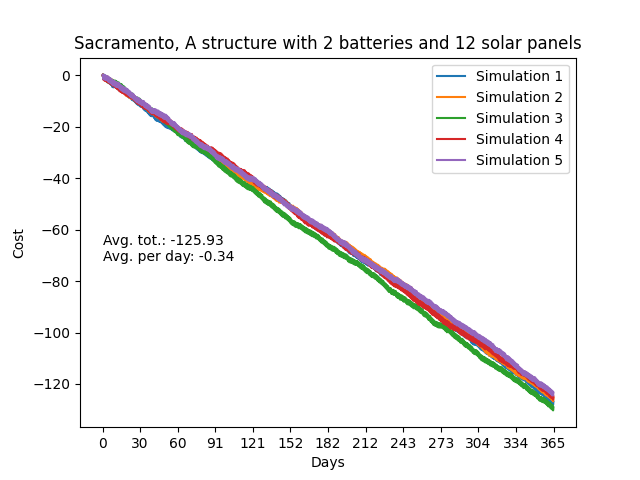 Sacramento, A structure with 2 batteries and 12 solar panels
Simulation 1
Simulation 2
Simulation 3
Simulation 4
Simulation 5
0
−20
−40
−60
−80
−100
−120
Cost
Avg. tot.: -125.93
Avg. per day: -0.34
0 30 60 91 121 152 182 212 243 273 304 334 365
Days